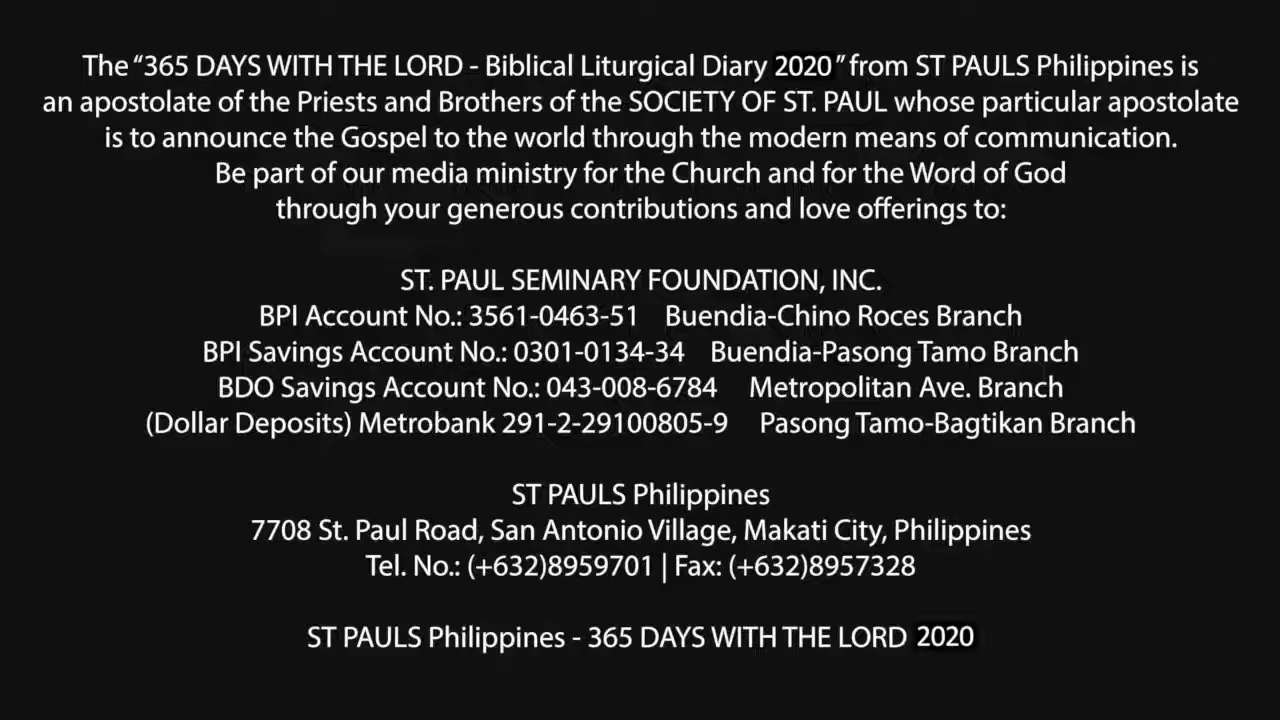 The “365 DAYS WITH THE LORD - Biblical Liturgical Diary 2020” from ST PAULS Philippines is
an apostolate of the Priests and Brothers of the SOCIETY OF ST. PAUL whose particular apostolate
is to announce the Gospel to the world through the modern means of communication.
Be part of our media ministry for the Church and for the Word of God
through your generous contributions and love offerings to:
ST. PAUL SEMINARY FOUNDATION, INC.
BPI Account No.: 3561-0463-51 Buendia-Chino Roces Branch
BPI Savings Account No.: 0301-0134-34 Buendia-Pasong Tamo Branch
BDO Savings Account No.: 043-008-6784 Metropolitan Ave. Branch
(Dollar Deposits) Metrobank 291-2-29100805-9 Pasong Tamo-Bagtikan Branch
ST PAULS Philippines
7708 St. Paul Road, San Antonio Village, Makati City, Philippines
Tel. No.: (+632)8959701 | Fax: (+632)8957328
ST PAULS Philippines - 365 DAYS WITH THE LORD 2020